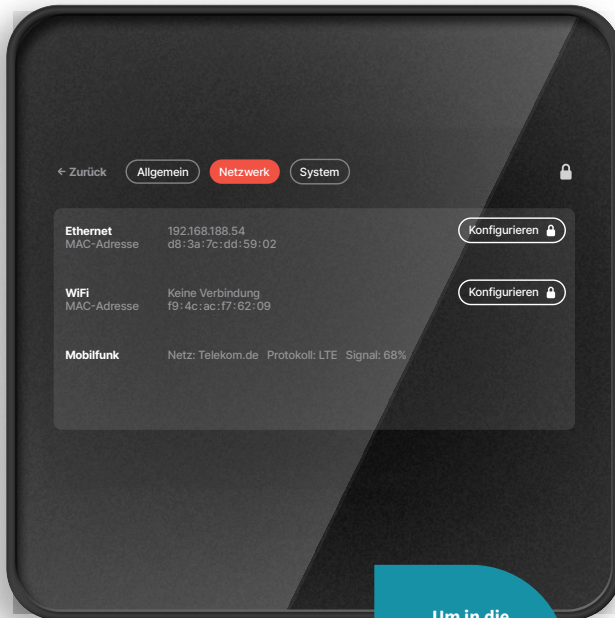 ← Zurück Allgemein Netzwerk System
Ethernet 192.168.188.54 Konfigurieren
MAC-Adresse d8:3a:7c:dd:59:02
WiFi Keine Verbindung Konfigurieren
MAC-Adresse f9:4c:ac:f7:62:09
Mobilfunk Netz: Telekom.de Protokoll: LTE Signal: 68%
Um in die